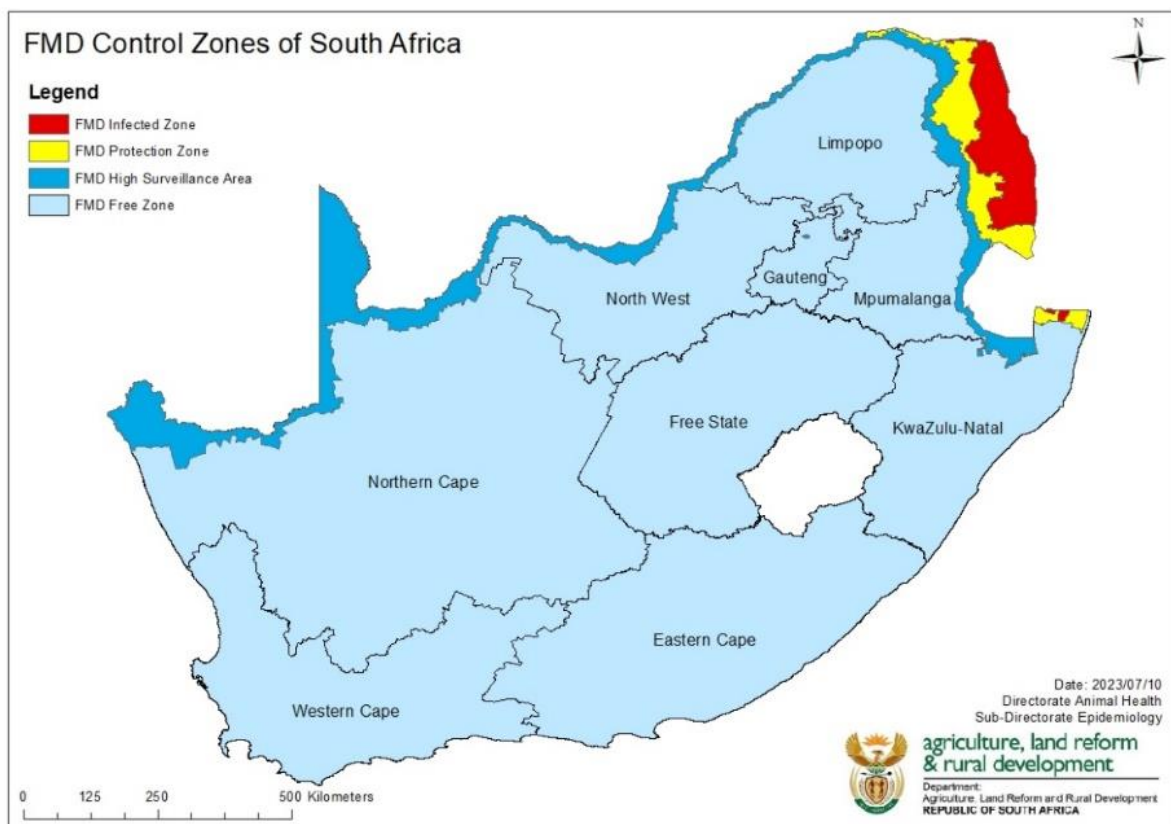 FMD Control Zones of South Africa
N
Legend
FMD Infected Zone
FMD Protection Zone
FMD High Surveillance Area
FMD Free Zone
Limpopo
Gauteng
North West
Mpumalanga
Free State
KwaZulu-Natal
Northern Cape
Eastern Cape
Western Cape
Date: 2023/07/10
Directorate Animal Health
Sub-Directorate Epidemiology
agriculture, land reform
& rural development
Department:
Agriculture, Land Reform and Rural Development
REPUBLIC OF SOUTH AFRICA
0 125 250 500 Kilometers